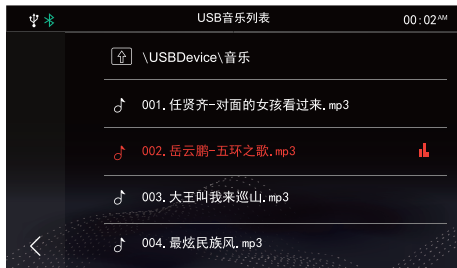 USB音乐列表
00:02AM
\USBDevice\音乐
001.任贤齐-对面的女孩看过来.mp3
002.岳云鹏-五环之歌.mp3
003.大王叫我来巡山.mp3
004.最炫民族风.mp3